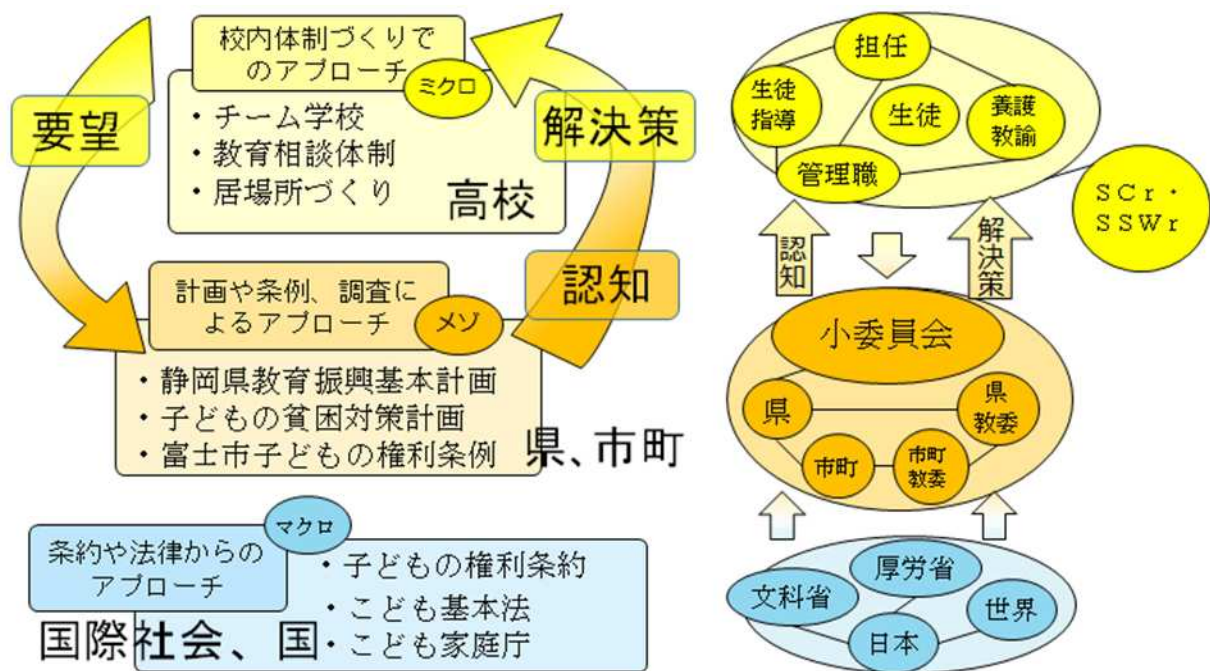 校内体制づくりで
のアプローチ
ミクロ
・チーム学校
・教育相談体制
・居場所づくり
高校
要望
解決策
認知
計画や条例、調査に
よるアプローチ
メゾ
・静岡県教育振興基本計画
・子どもの貧困対策計画
・富士市子どもの権利条例
県、市町
マクロ
条約や法律からの
アプローチ
・子どもの権利条約
・こども基本法
・こども家庭庁
国際社会、国
担任
生徒
指導
生徒
養護
教諭
管理職
SCr・
SSWr
認知
解決策
小委員会
県
県
教委
市町
市町
教委
厚労省
文科省
世界
日本